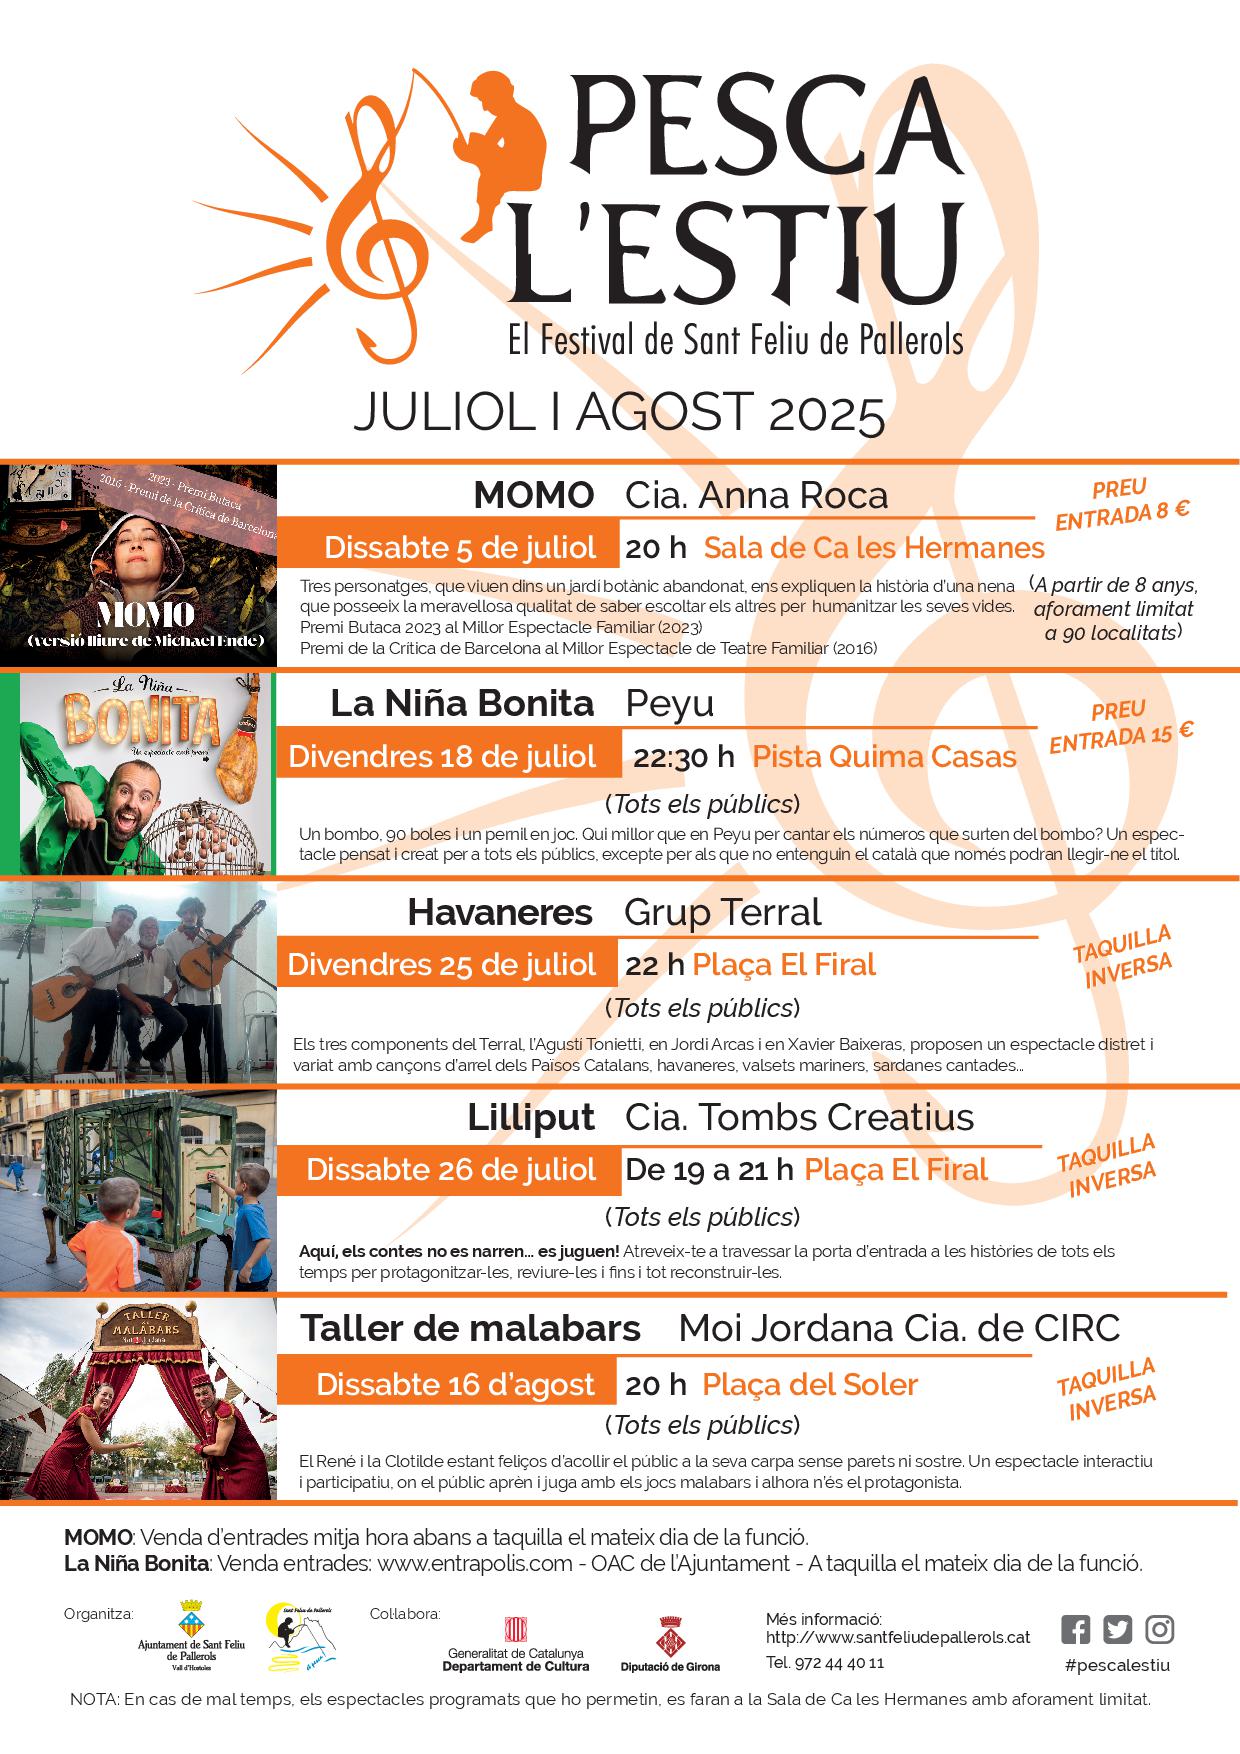 PESCA
L'ESTIU
El Festival de Sant Feliu de Pallerols
JULIOL I AGOST 2025
2023 · Premi Butaca
2016 · Premi de la Crítica de Barcelona
MOMO
(versió lliure de Michael Ende)
MOMO Cia. Anna Roca
PREU
ENTRADA 8 €
Dissabte 5 de juliol 20 h Sala de Ca les Hermanes
Tres personatges, que viuen dins un jardí botànic abandonat, ens expliquen la història d'una nena
que posseeix la meravellosa qualitat de saber escoltar els altres per humanitzar les seves vides.
Premi Butaca 2023 al Millor Espectacle Familiar (2023)
Premi de la Crítica de Barcelona al Millor Espectacle de Teatre Familiar (2016)
(A partir de 8 anys,
aforament limitat
a 90 localitats)
La Niña
BONITA
Un espectacle amb premi
La Niña Bonita Peyu
PREU
ENTRADA 15 €
Divendres 18 de juliol 22:30 h Pista Quima Casas
(Tots els públics)
Un bombo, 90 boles i un pernil en joc. Qui millor que en Peyu per cantar els números que surten del bombo? Un espec-
tacle pensat i creat per a tots els públics, excepte per als que no entenguin el català que només podran llegir-ne el títol.
Havaneres Grup Terral
TAQUILLA
INVERSA
Divendres 25 de juliol 22 h Plaça El Firal
(Tots els públics)
Els tres components del Terral, l'Agustí Tonietti, en Jordi Arcas i en Xavier Baixeras, proposen un espectacle distret i
variat amb cançons d'arrel dels Països Catalans, havaneres, valsets mariners, sardanes cantades...
Lilliput Cia. Tombs Creatius
TAQUILLA
INVERSA
Dissabte 26 de juliol De 19 a 21 h Plaça El Firal
(Tots els públics)
Aquí, els contes no es narren... es juguen! Atreveix-te a travessar la porta d'entrada a les històries de tots els
temps per protagonitzar-les, reviure-les i fins i tot reconstruir-les.
TALLER
de
MALABARS
Moi Jordana
Taller de malabars Moi Jordana Cia. de CIRC
TAQUILLA
INVERSA
Dissabte 16 d'agost 20 h Plaça del Soler
(Tots els públics)
El René i la Clotilde estant feliços d'acollir el públic a la seva carpa sense parets ni sostre. Un espectacle interactiu
i participatiu, on el públic aprèn i juga amb els jocs malabars i alhora n'és el protagonista.
MOMO: Venda d'entrades mitja hora abans a taquilla el mateix dia de la funció.
La Niña Bonita: Venda entrades: www.entrapolis.com - OAC de l'Ajuntament - A taquilla el mateix dia de la funció.
Organitza:
Ajuntament de Sant Feliu
de Pallerols
Vall d'Hostoles
Sant Feliu de Pallerols
Col·labora:
Generalitat de Catalunya
Departament de Cultura
Diputació de Girona
Més informació:
http://www.santfeliudepallerols.cat
Tel. 972 44 40 11
#pescalestiu
NOTA: En cas de mal temps, els espectacles programats que ho permetin, es faran a la Sala de Ca les Hermanes amb aforament limitat.